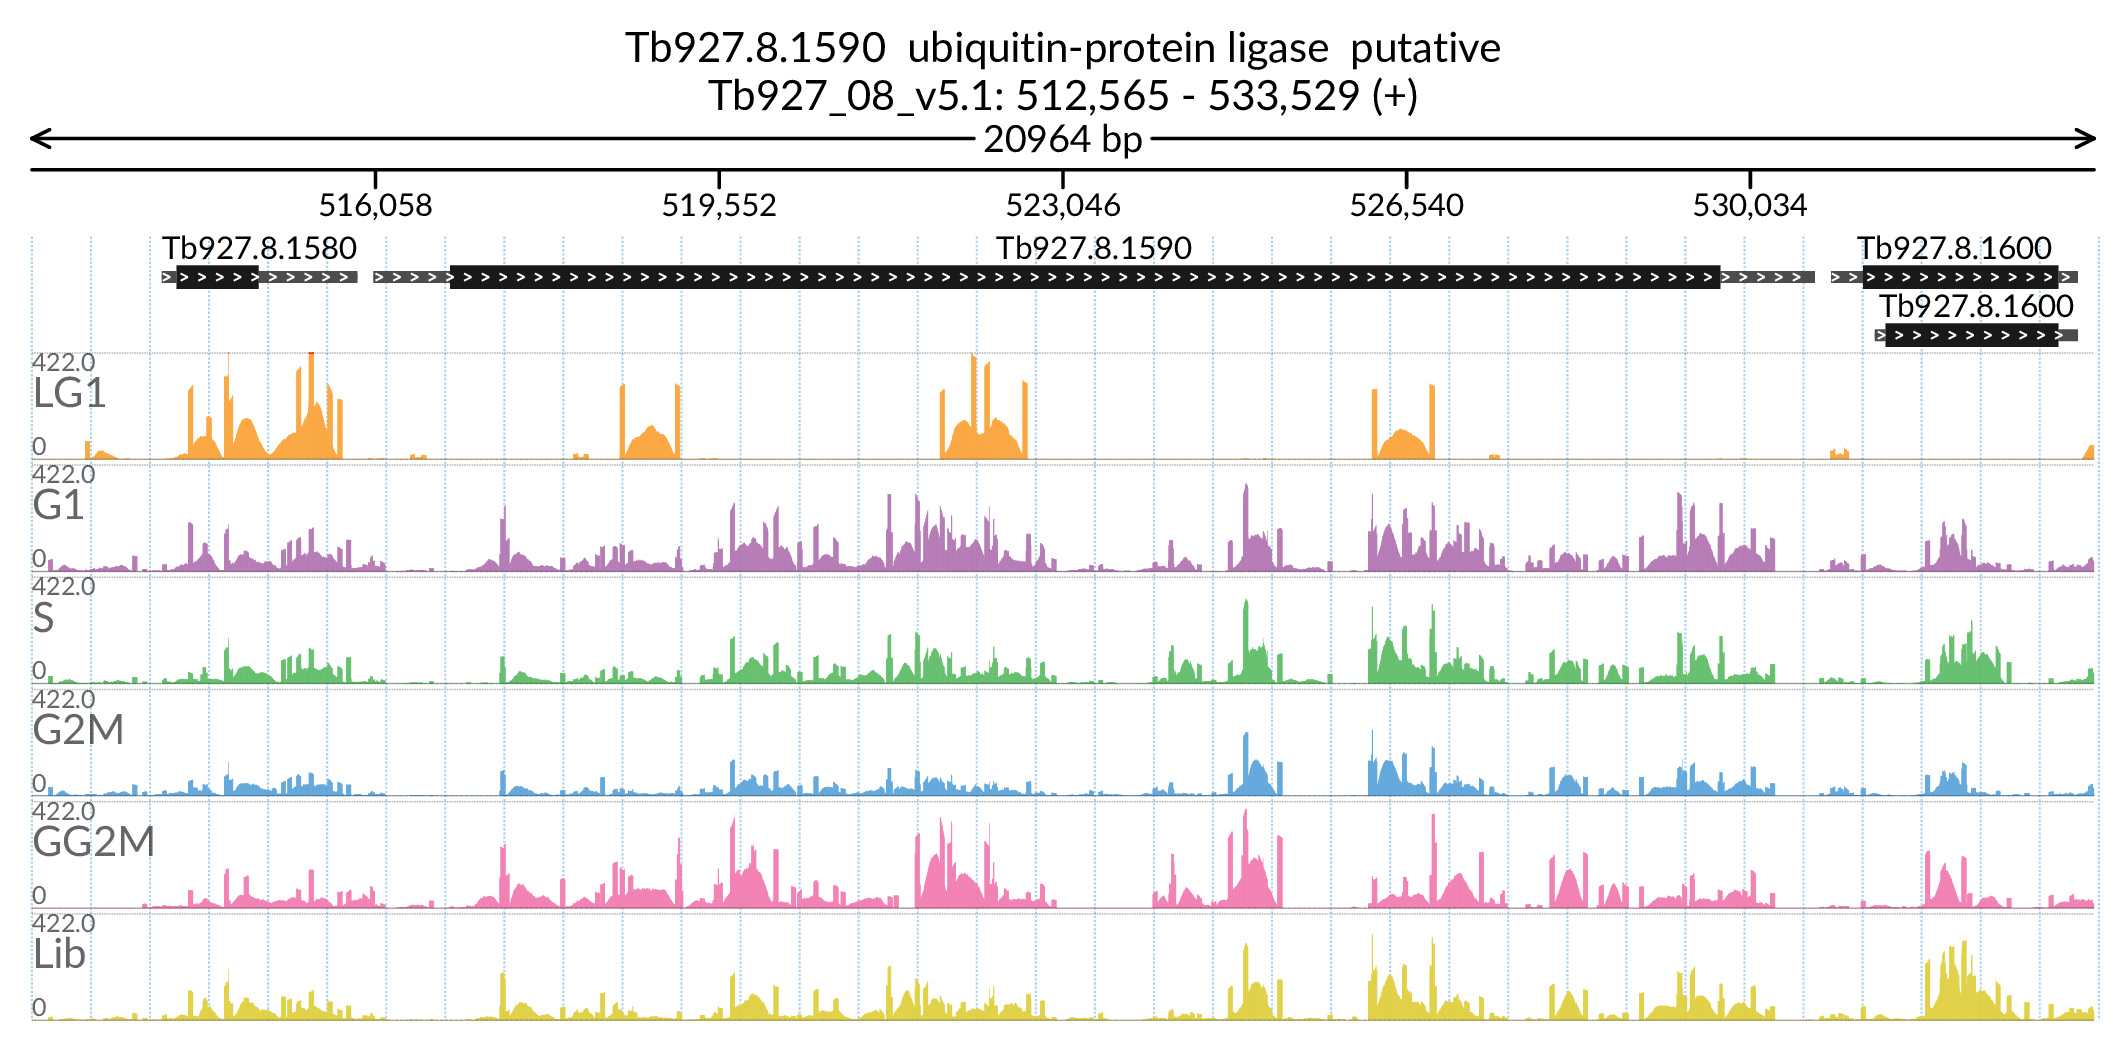 Tb927.8.1590  ubiquitin-protein ligase  putative
Tb927_08_v5.1: 512,565 - 533,529 (+)
20964 bp
516,058 519,552 523,046 526,540 530,034
Tb927.8.1580 Tb927.8.1590 Tb927.8.1600
Tb927.8.1600
422.0
LG1
0
422.0
G1
0
422.0
S
0
422.0
G2M
0
422.0
GG2M
0
422.0
Lib
0